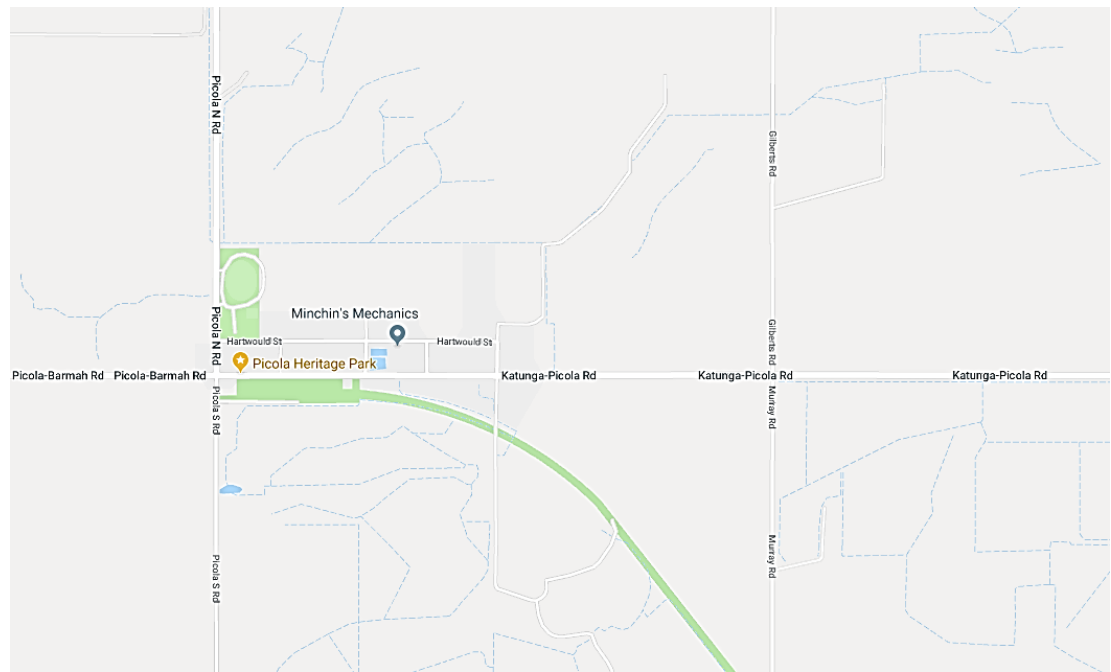 Picola N Rd
Gilberts Rd
Minchin's Mechanics
Picola N Rd
Hartwould St
Hartwould St
Gilberts Rd
Picola Heritage Park
Picola-Barmah Rd
Picola-Barmah Rd
Katunga-Picola Rd
Katunga-Picola Rd
Katunga-Picola Rd
Picola S Rd
Murray Rd
Picola S Rd
Murray Rd